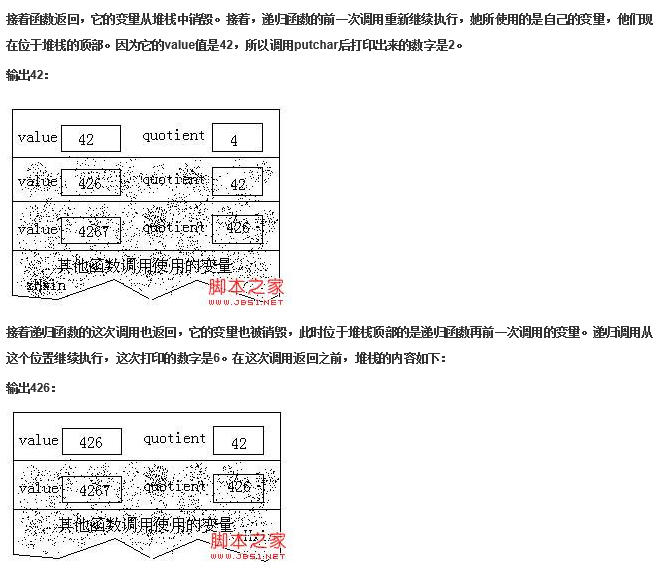 接着函数返回，它的变量从堆栈中销毁。接着，递归函数的前一次调用重新继续执行，她所使用的是自己的变量，他们现
在位于堆栈的顶部。因为它的value值是42，所以调用putchar后打印出来的数字是2。
输出42：
value 42 quotient 4
value 426 quotient 42
value 4267 quotient 426
其他函数调用使用的变量
脚本之家
WWW.JB51.NET
接着递归函数的这次调用也返回，它的变量也被销毁，此时位于堆栈顶部的是递归函数再前一次调用的变量。递归调用从
这个位置继续执行，这次打印的数字是6。在这次调用返回之前，堆栈的内容如下：
输出426：
value 426 quotient 42
value 4267 quotient 426
其他函数调用使用的变量
脚本之家
WWW.JB51.NET